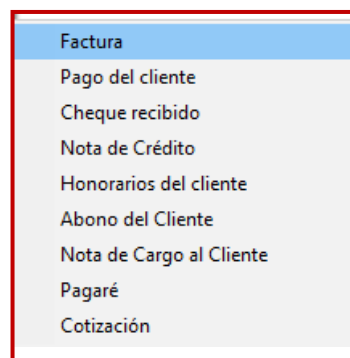 Factura
Pago del cliente
Cheque recibido
Nota de Crédito
Honorarios del cliente
Abono del Cliente
Nota de Cargo al Cliente
Pagaré
Cotización